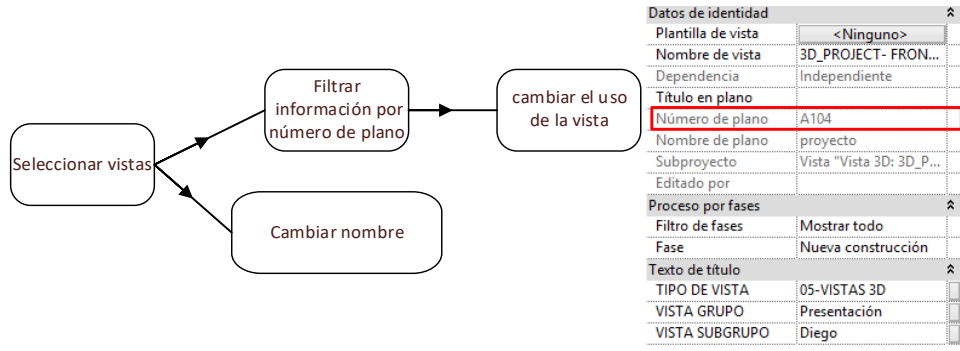 Seleccionar vistas
Filtrar
información por
número de plano
cambiar el uso
de la vista
Cambiar nombre
Datos de identidad
Plantilla de vista <Ninguno>
Nombre de vista 3D_PROJECT- FRON...
Dependencia Independiente
Título en plano
Número de plano A104
Nombre de plano proyecto
Subproyecto Vista "Vista 3D: 3D_P...
Editado por
Proceso por fases
Filtro de fases Mostrar todo
Fase Nueva construcción
Texto de título
TIPO DE VISTA 05-VISTAS 3D
VISTA GRUPO Presentación
VISTA SUBGRUPO Diego